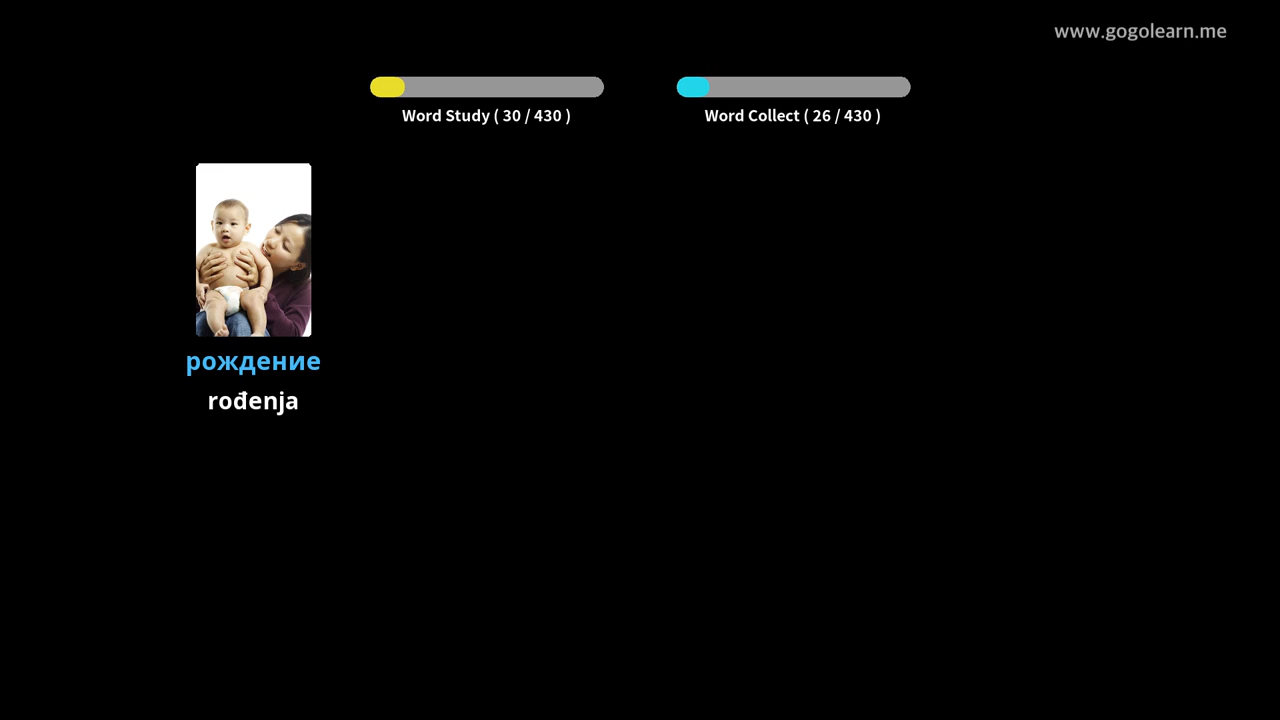 www.gogolearn.me
Word Study ( 30 / 430 )
Word Collect ( 26 / 430 )
рождение
rođenja